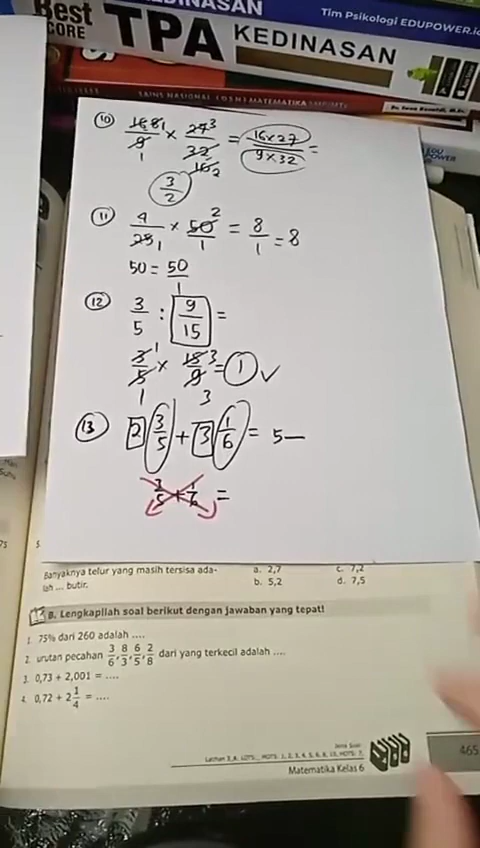 Best
CORE
TPA KEDINASAN
Tim Psikologi EDUPOWER
10 16/9 × 27/32 = 16×27/9×32 =
3/2
11 4/25 × 50/1 = 8/1 = 8
50 = 50/1
12 3/5 : 9/15 =
3/5 × 15/9 = 1 ✓
13 2 3/5 + 3 1/6 = 5—
3/5 + 1/6 =
Banyaknya telur yang masih tersisa ada-
lah ... butir.
a. 2,7
b. 5,2
c. 7,2
d. 7,5
B. Lengkapilah soal berikut dengan jawaban yang tepat!
1. 75% dari 260 adalah ....
2. urutan pecahan 3/6, 8/3, 6/5, 2/8 dari yang terkecil adalah ....
3. 0,73 + 2,001 = ....
4. 0,72 + 2 1/4 = ....
Matematika Kelas 6
465